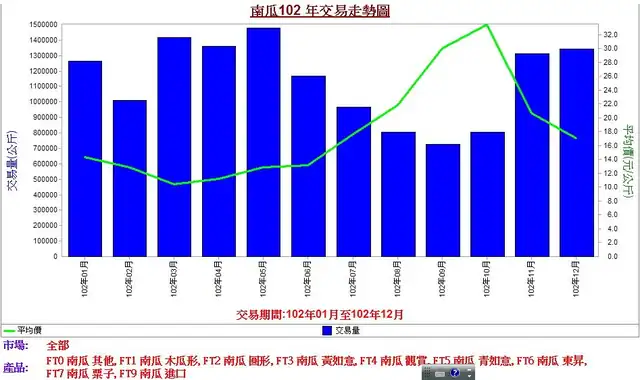 南瓜102 年交易走勢圖
1500000
1400000
1300000
1200000
1100000
1000000
900000
800000
700000
600000
500000
400000
300000
200000
100000
0
交易量(公斤)
32.0
30.0
28.0
26.0
24.0
22.0
20.0
18.0
16.0
14.0
12.0
10.0
8.0
6.0
4.0
2.0
0.0
平均價(元/公斤)
102年01月
102年02月
102年03月
102年04月
102年05月
102年06月
102年07月
102年08月
102年09月
102年10月
102年11月
102年12月
交易期間:102年01月至102年12月
平均價 交易量
市場: 全部
產品: FT0 南瓜 其他, FT1 南瓜 木瓜形, FT2 南瓜 圓形, FT3 南瓜 黃如意, FT4 南瓜 觀賞, FT5 南瓜 青如意, FT6 南瓜 東昇,
FT7 南瓜 栗子, FT9 南瓜 進口